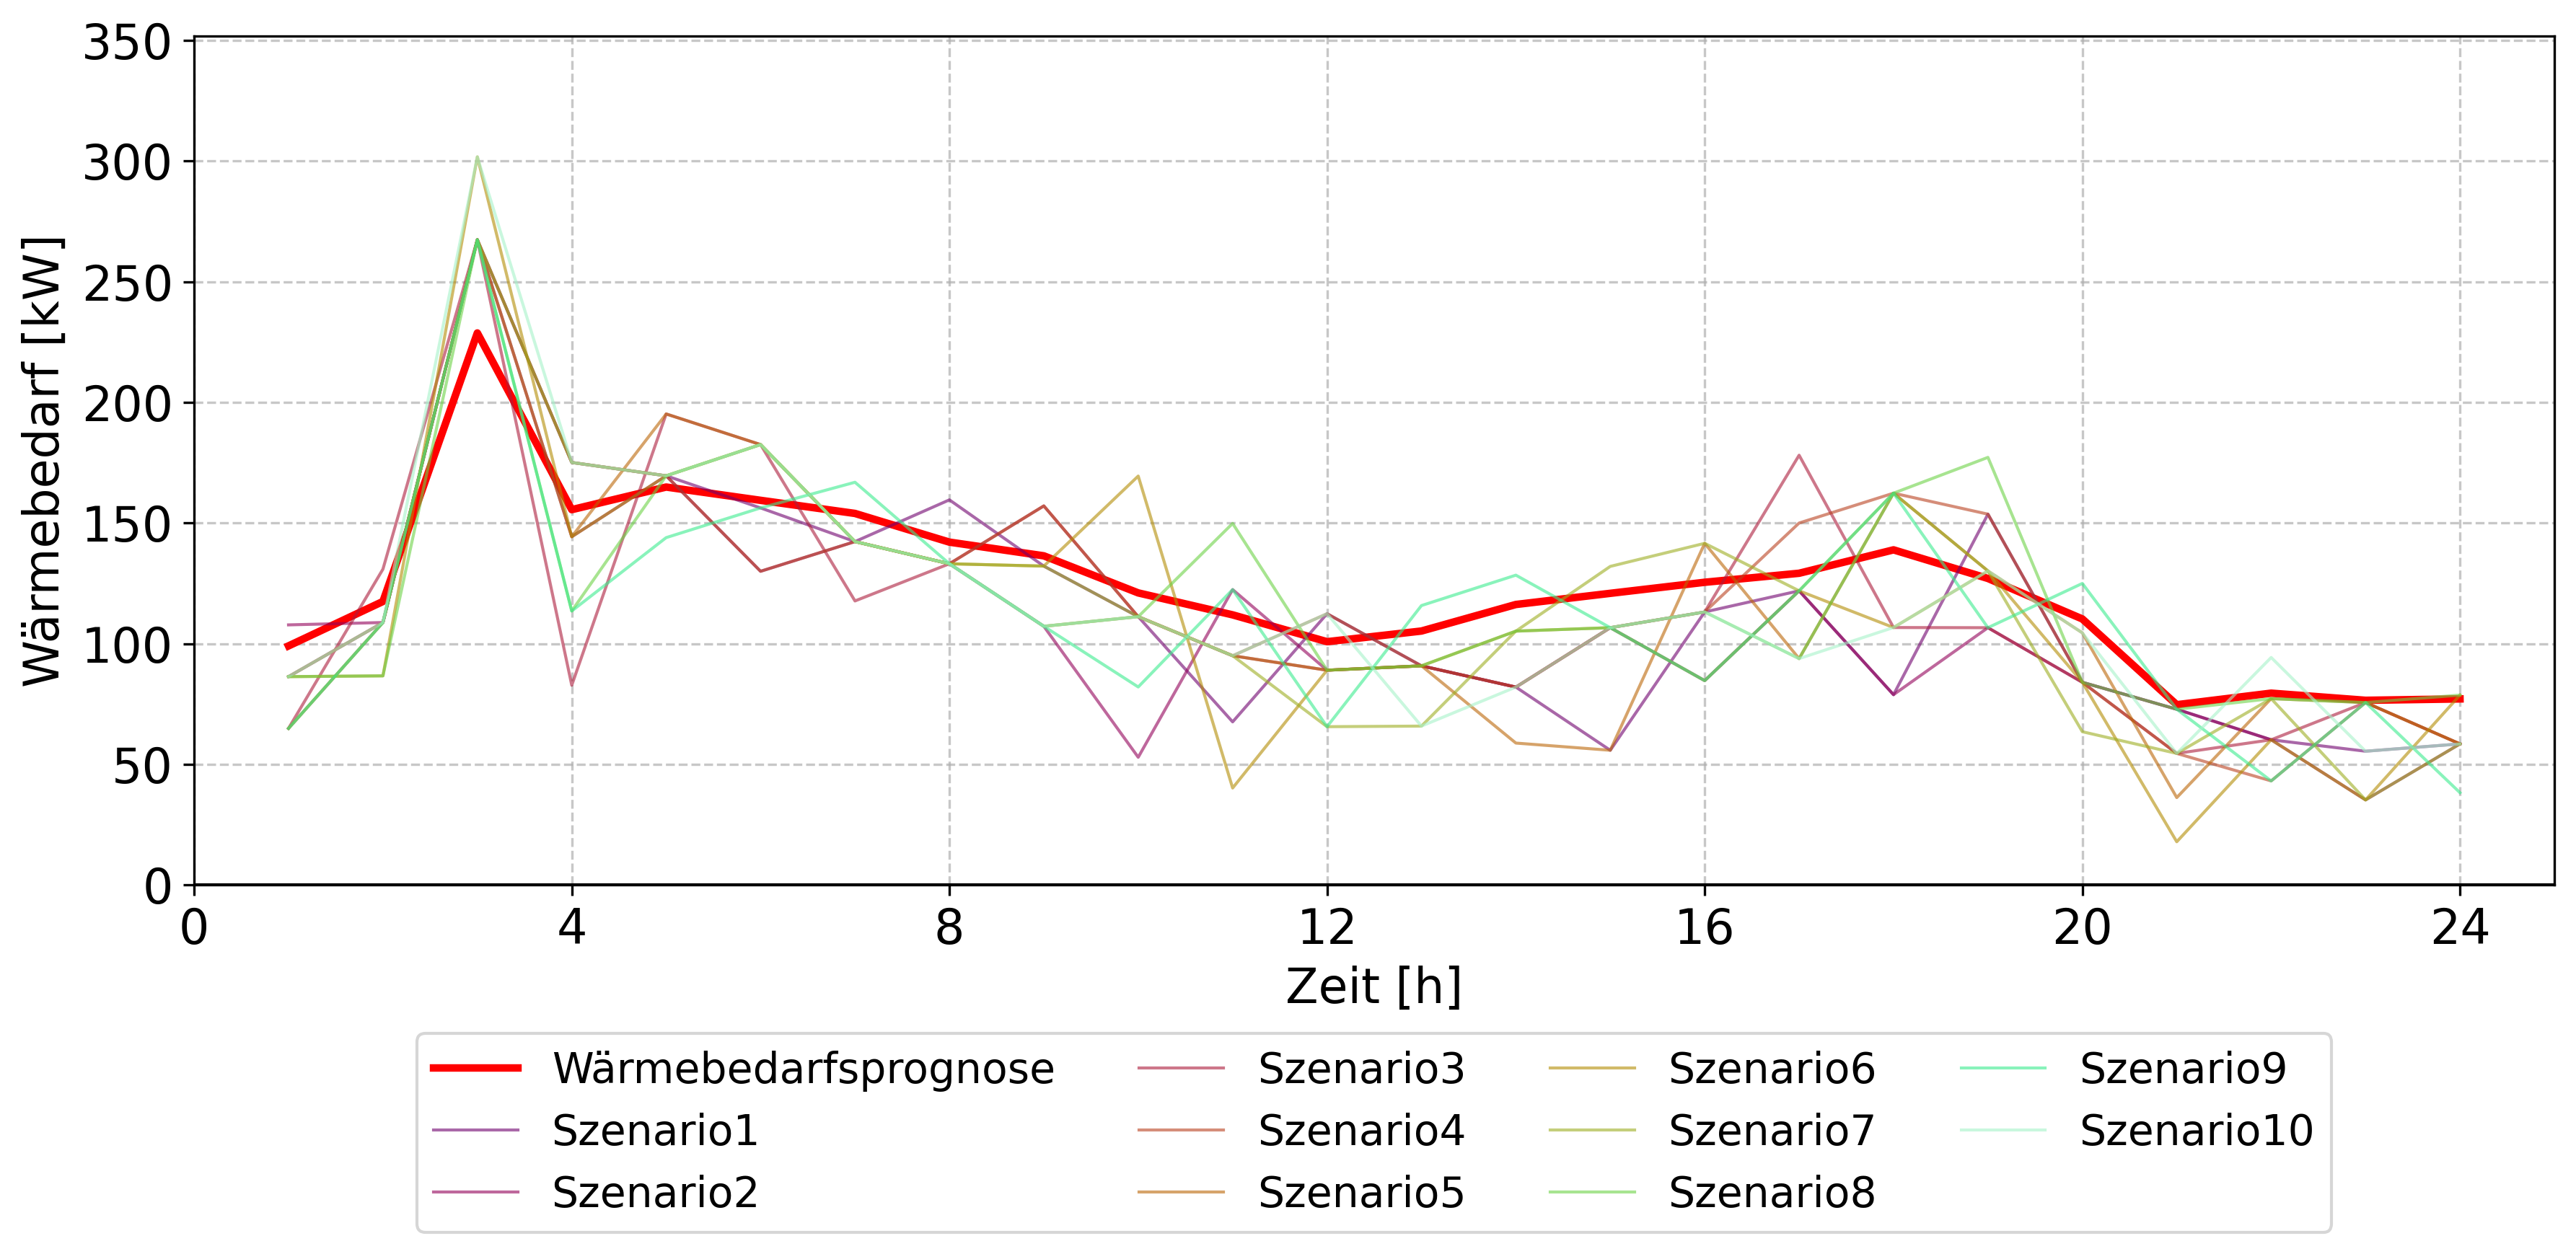 350
300
250
200
150
100
50
0
Wärmebedarf [kW]
0 4 8 12 16 20 24
Zeit [h]
Wärmebedarfsprognose Szenario3 Szenario6 Szenario9
Szenario1 Szenario4 Szenario7 Szenario10
Szenario2 Szenario5 Szenario8